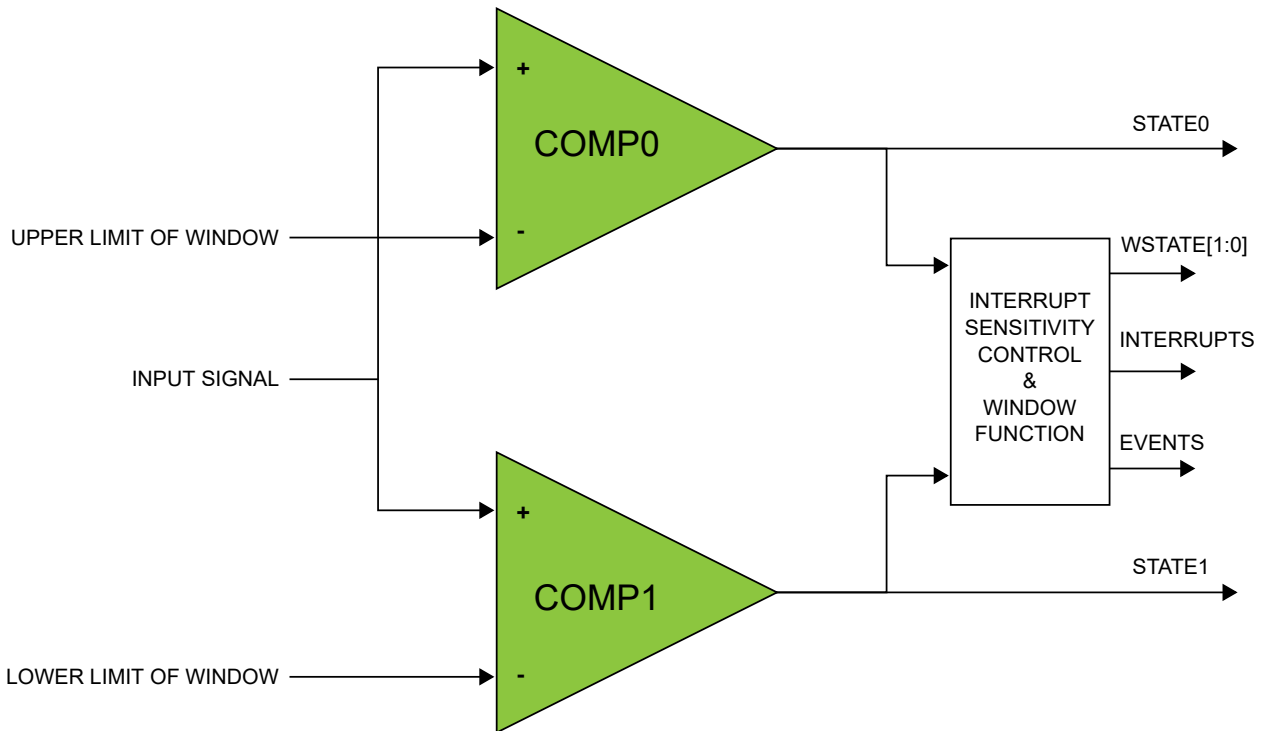 +
COMP0
-
STATE0
UPPER LIMIT OF WINDOW
WSTATE[1:0]
INTERRUPT
SENSITIVITY
CONTROL
&
WINDOW
FUNCTION
INTERRUPTS
EVENTS
INPUT SIGNAL
+
COMP1
-
STATE1
LOWER LIMIT OF WINDOW